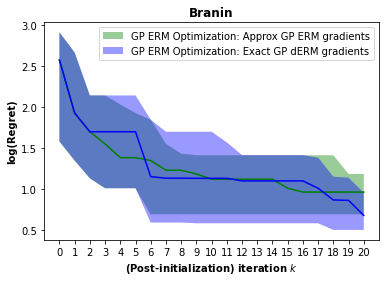 Branin
GP ERM Optimization: Approx GP ERM gradients
GP ERM Optimization: Exact GP dERM gradients
log(Regret)
3.0
2.5
2.0
1.5
1.0
0.5
0 1 2 3 4 5 6 7 8 9 10 11 12 13 14 15 16 17 18 19 20
(Post-initialization) iteration k